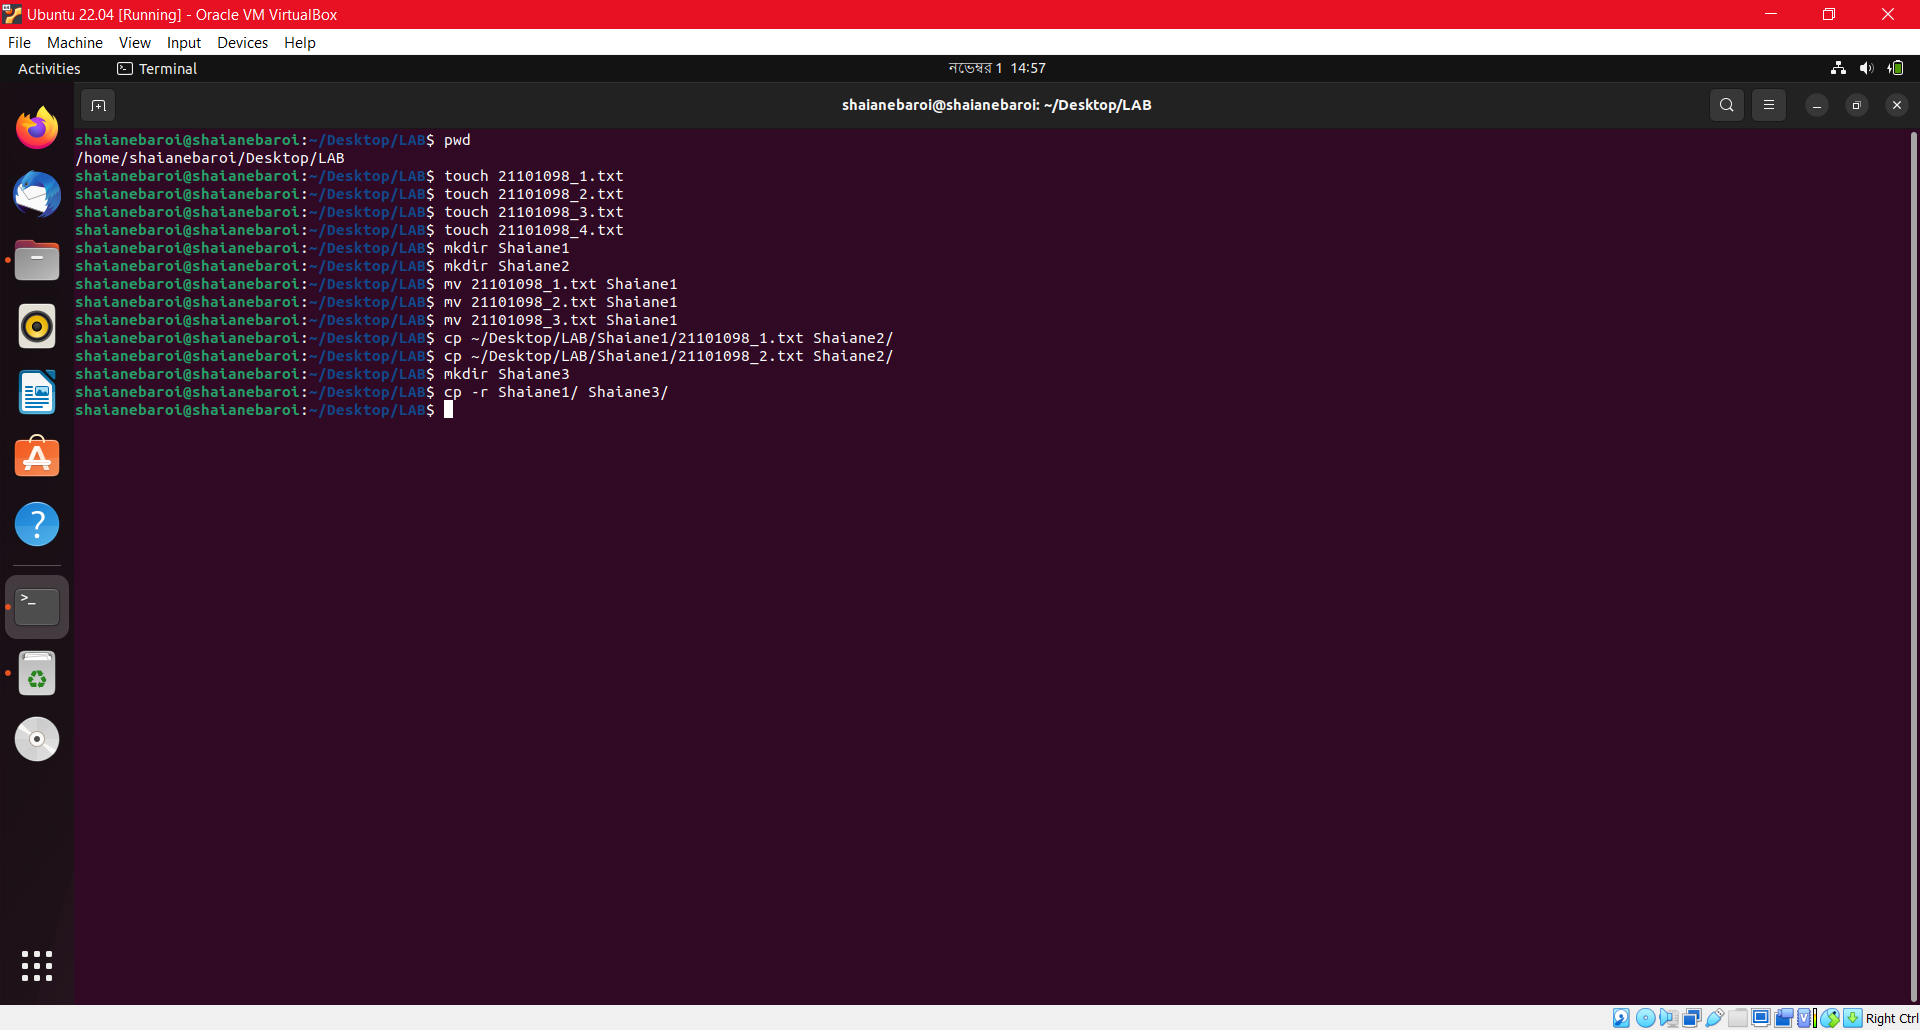 Ubuntu 22.04 [Running] - Oracle VM VirtualBox
File Machine View Input Devices Help
Activities Terminal নভেম্বর 1 14:57
shaianebaroi@shaianebaroi: ~/Desktop/LAB
shaianebaroi@shaianebaroi:~/Desktop/LAB$ pwd
/home/shaianebaroi/Desktop/LAB
shaianebaroi@shaianebaroi:~/Desktop/LAB$ touch 21101098_1.txt
shaianebaroi@shaianebaroi:~/Desktop/LAB$ touch 21101098_2.txt
shaianebaroi@shaianebaroi:~/Desktop/LAB$ touch 21101098_3.txt
shaianebaroi@shaianebaroi:~/Desktop/LAB$ touch 21101098_4.txt
shaianebaroi@shaianebaroi:~/Desktop/LAB$ mkdir Shaiane1
shaianebaroi@shaianebaroi:~/Desktop/LAB$ mkdir Shaiane2
shaianebaroi@shaianebaroi:~/Desktop/LAB$ mv 21101098_1.txt Shaiane1
shaianebaroi@shaianebaroi:~/Desktop/LAB$ mv 21101098_2.txt Shaiane1
shaianebaroi@shaianebaroi:~/Desktop/LAB$ mv 21101098_3.txt Shaiane1
shaianebaroi@shaianebaroi:~/Desktop/LAB$ cp ~/Desktop/LAB/Shaiane1/21101098_1.txt Shaiane2/
shaianebaroi@shaianebaroi:~/Desktop/LAB$ cp ~/Desktop/LAB/Shaiane1/21101098_2.txt Shaiane2/
shaianebaroi@shaianebaroi:~/Desktop/LAB$ mkdir Shaiane3
shaianebaroi@shaianebaroi:~/Desktop/LAB$ cp -r Shaiane1/ Shaiane3/
shaianebaroi@shaianebaroi:~/Desktop/LAB$
Right Ctrl